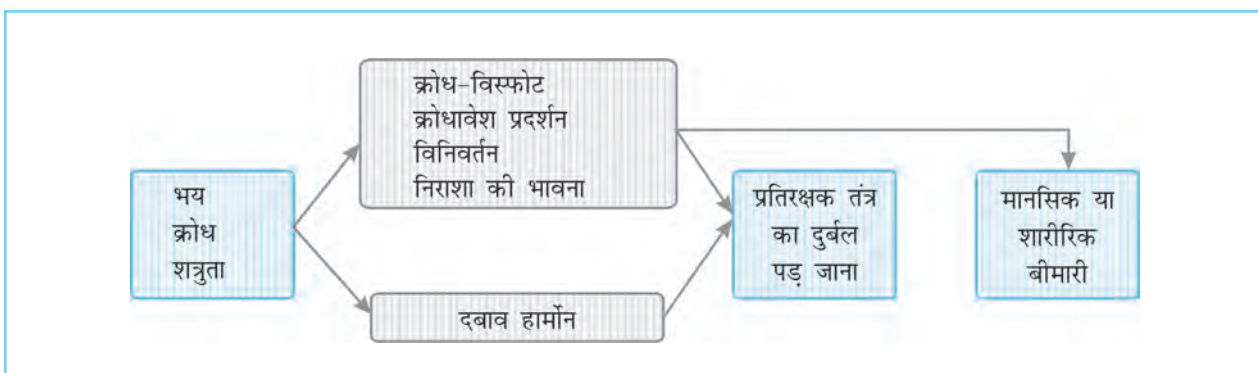 भय
क्रोध
शत्रुता
क्रोध-विस्फोट
क्रोधावेश प्रदर्शन
विनिवर्तन
निराशा की भावना
दबाव हार्मोन
प्रतिरक्षक तंत्र
का दुर्बल
पड़ जाना
मानसिक या
शारीरिक
बीमारी